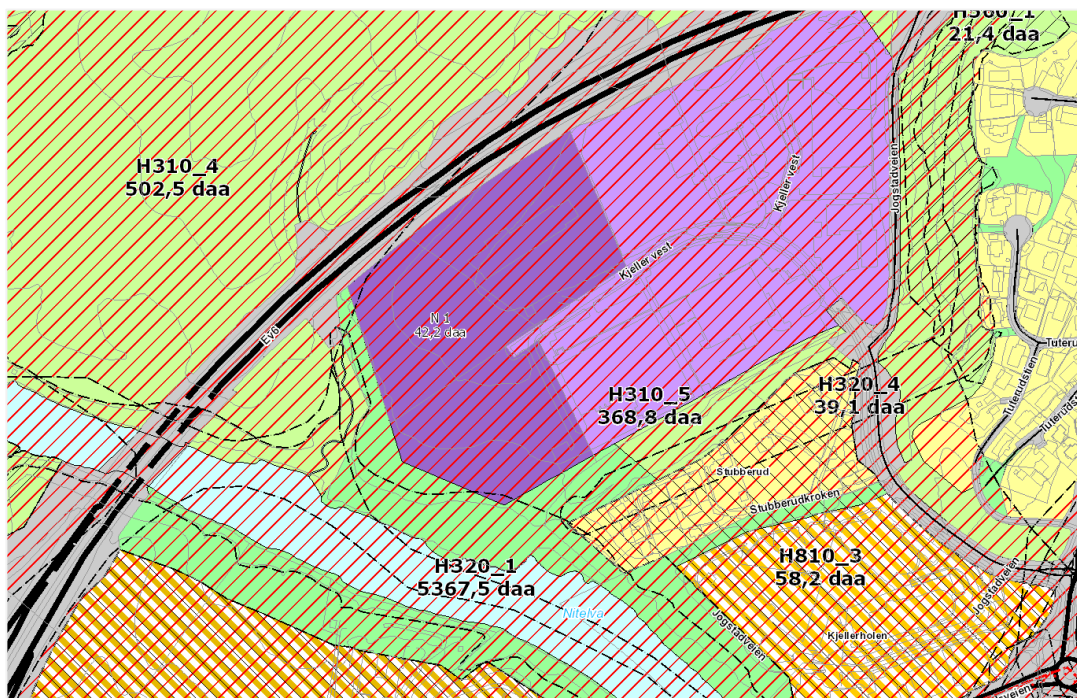 H560_1
21,4 daa
H310_4
502,5 daa
Jogstadveien
Kjeller vest
Kjeller vest
N 1
42,2 daa
Ev6
H310_5
368,8 daa
H320_4
39,1 daa
Tuterudstien
Stubberud
Stubberudkroken
H320_1
5367,5 daa
H810_3
58,2 daa
Nitelva
Jogstadveien
Jogstadveien
Kjellerholen